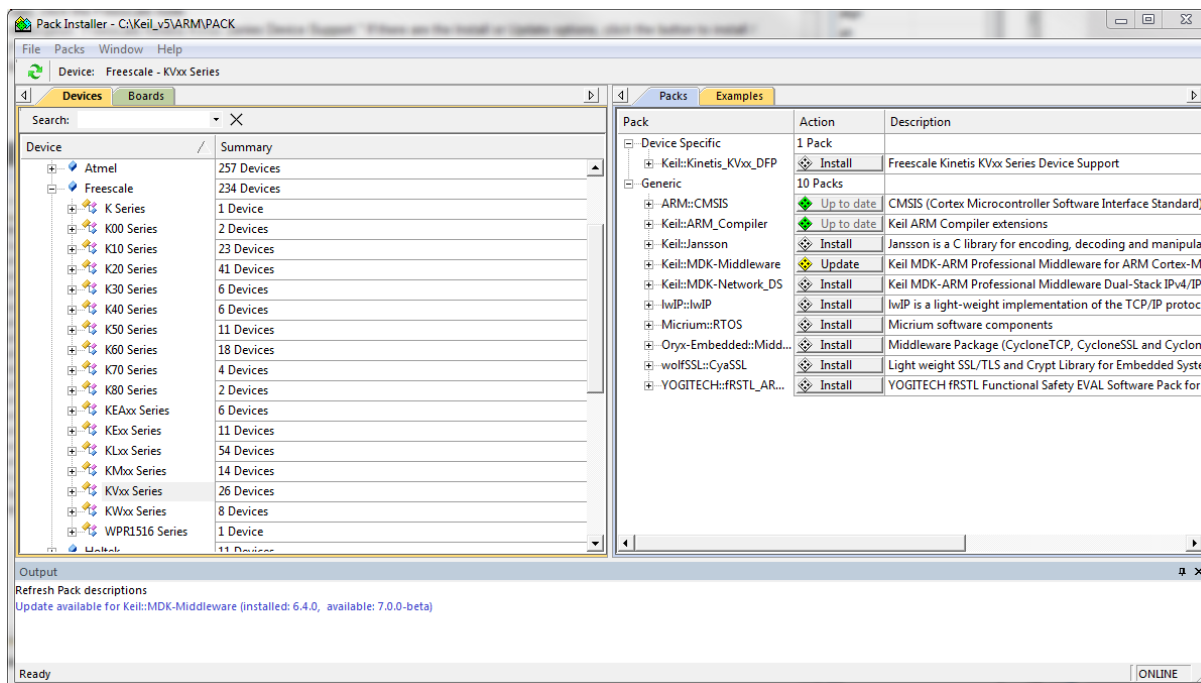 Pack Installer - C:\Keil_v5\ARM\PACK
File Packs Window Help
Device: Freescale - KVxx Series
Devices Boards
Search:
Device Summary
Atmel 257 Devices
Freescale 234 Devices
K Series 1 Device
K00 Series 2 Devices
K10 Series 23 Devices
K20 Series 41 Devices
K30 Series 6 Devices
K40 Series 6 Devices
K50 Series 11 Devices
K60 Series 18 Devices
K70 Series 4 Devices
K80 Series 2 Devices
KEAxx Series 6 Devices
KExx Series 11 Devices
KLxx Series 54 Devices
KMxx Series 14 Devices
KVxx Series 26 Devices
KWxx Series 8 Devices
WPR1516 Series 1 Device
Holtek 11 Devices
Packs Examples
Pack Action Description
Device Specific 1 Pack
Keil::Kinetis_KVxx_DFP Install Freescale Kinetis KVxx Series Device Support
Generic 10 Packs
ARM::CMSIS Up to date CMSIS (Cortex Microcontroller Software Interface Standard)
Keil::ARM_Compiler Up to date Keil ARM Compiler extensions
Keil::Jansson Install Jansson is a C library for encoding, decoding and manipula
Keil::MDK-Middleware Update Keil MDK-ARM Professional Middleware for ARM Cortex-M
Keil::MDK-Network_DS Install Keil MDK-ARM Professional Middleware Dual-Stack IPv4/IP
lwIP::lwIP Install lwIP is a light-weight implementation of the TCP/IP protoc
Micrium::RTOS Install Micrium software components
Oryx-Embedded::Midd... Install Middleware Package (CycloneTCP, CycloneSSL and Cyclon
wolfSSL::CyaSSL Install Light weight SSL/TLS and Crypt Library for Embedded Syste
YOGITECH::fRSTL_AR... Install YOGITECH fRSTL Functional Safety EVAL Software Pack for
Output
Refresh Pack descriptions
Update available for Keil::MDK-Middleware (installed: 6.4.0, available: 7.0.0-beta)
Ready ONLINE